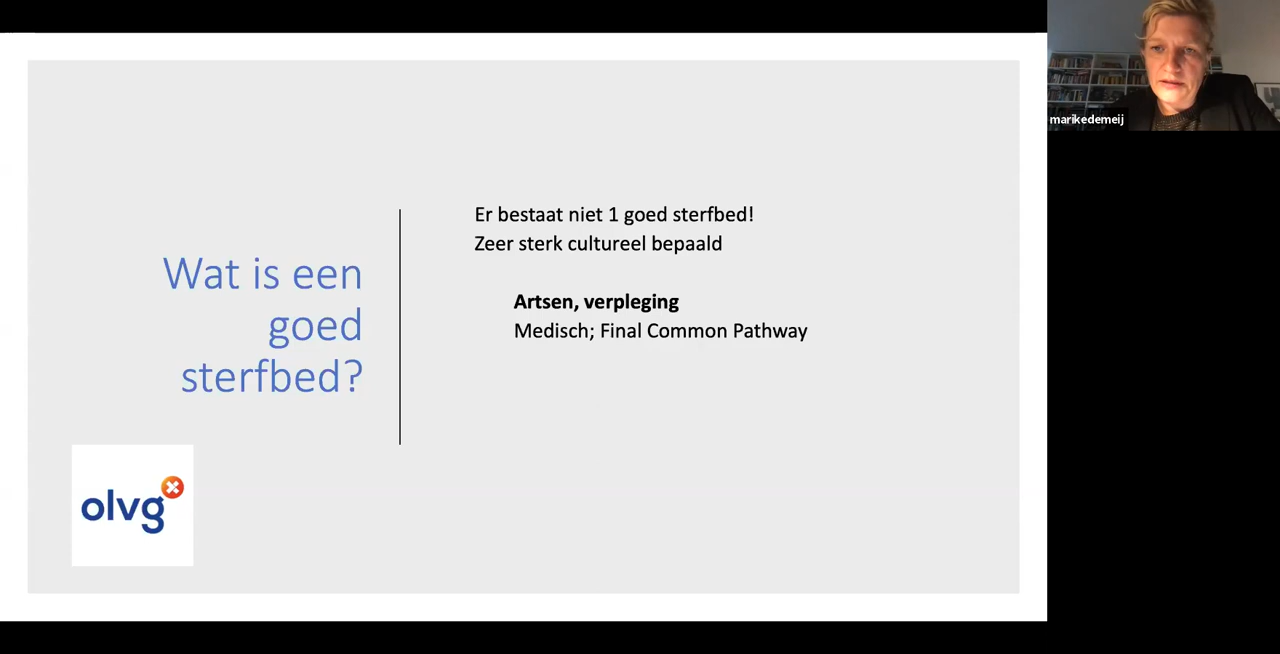 Wat is een
goed
sterfbed?
Er bestaat niet 1 goed sterfbed!
Zeer sterk cultureel bepaald
Artsen, verpleging
Medisch; Final Common Pathway
olvg
marikedemeij